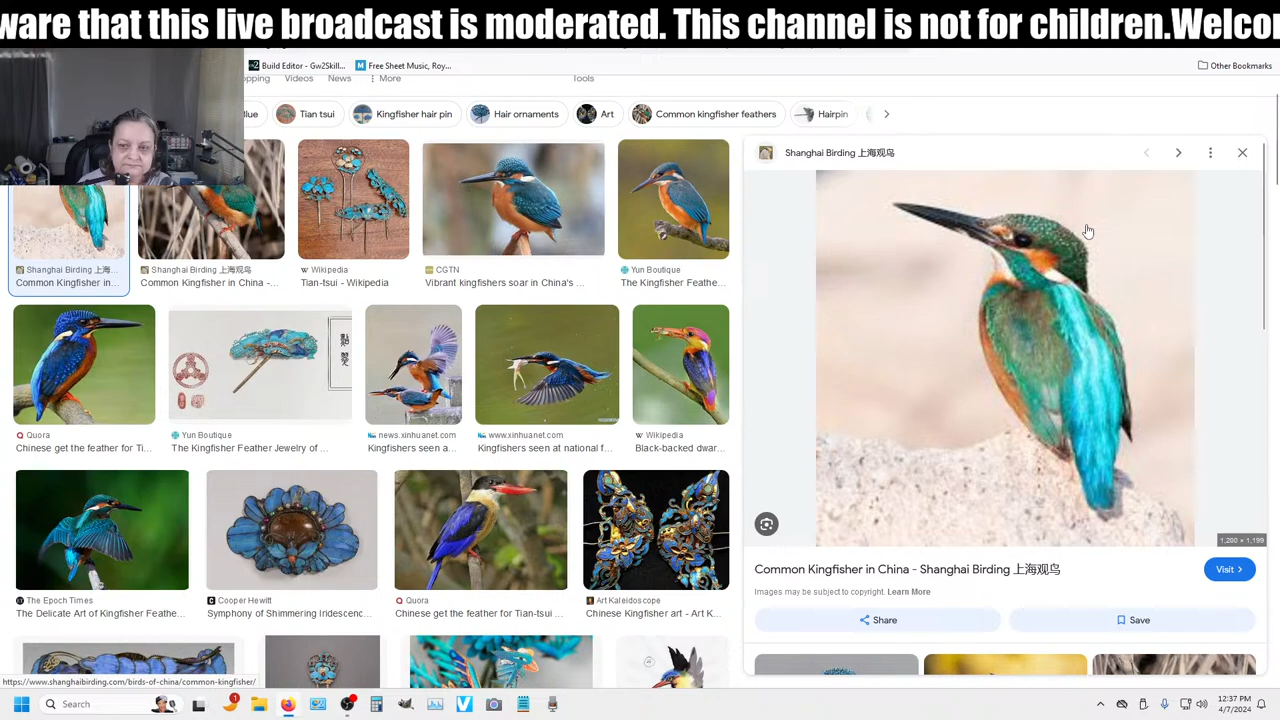 ware that this live broadcast is moderated. This channel is not for children.Welco
Build Editor - Gw2Skill...
Free Sheet Music, Roy...
Other Bookmarks
opping
Videos
News
More
Tools
lue
Tian tsui
Kingfisher hair pin
Hair ornaments
Art
Common kingfisher feathers
Hairpin
Shanghai Birding 上海观鸟
Shanghai Birding 上海...
Common Kingfisher in...
Shanghai Birding 上海观鸟
Common Kingfisher in China -...
Wikipedia
Tian-tsui - Wikipedia
CGTN
Vibrant kingfishers soar in China's ...
Yun Boutique
The Kingfisher Feathe...
Quora
Chinese get the feather for Ti...
Yun Boutique
The Kingfisher Feather Jewelry of ...
news.xinhuanet.com
Kingfishers seen a...
www.xinhuanet.com
Kingfishers seen at national f...
Wikipedia
Black-backed dwar...
The Epoch Times
The Delicate Art of Kingfisher Feathe...
Cooper Hewitt
Symphony of Shimmering Iridescenc...
Quora
Chinese get the feather for Tian-tsui ...
Art Kaleidoscope
Chinese Kingfisher art - Art K...
1,200 × 1,199
Common Kingfisher in China - Shanghai Birding 上海观鸟
Visit
Images may be subject to copyright. Learn More
Share
Save
https://www.shanghaibirding.com/birds-of-china/common-kingfisher/
Search
1
12:37 PM
4/7/2024